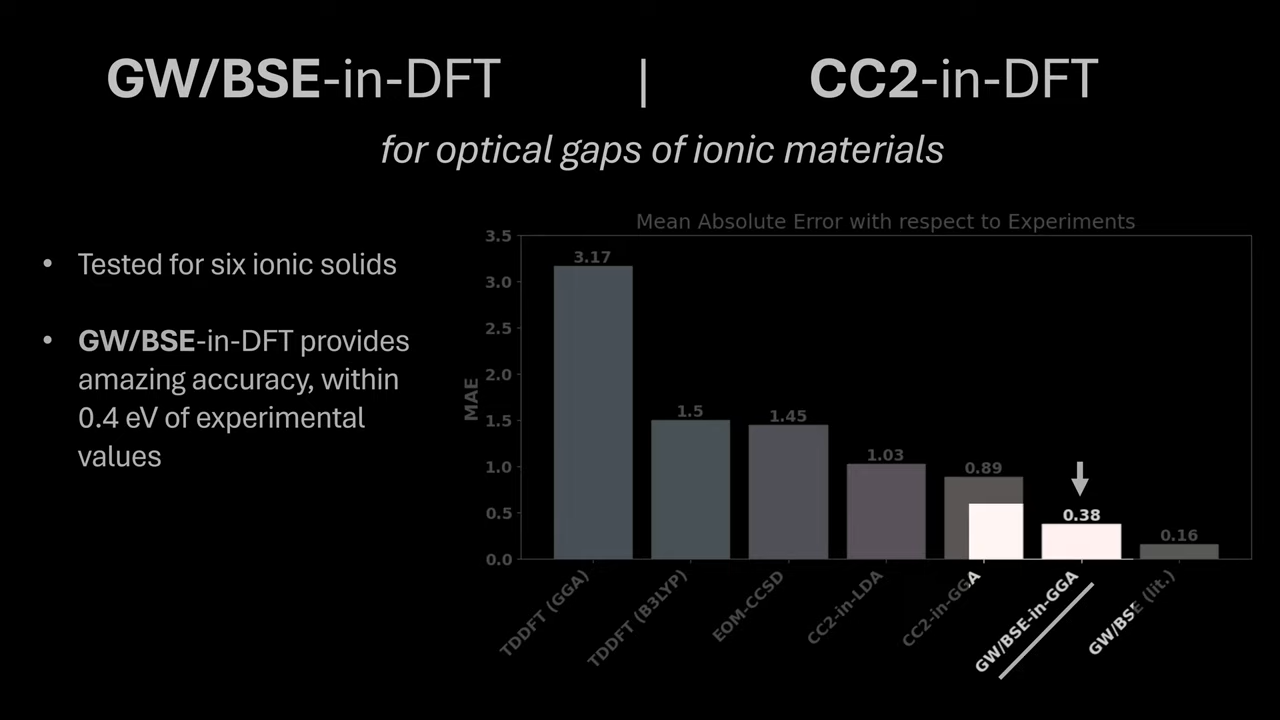 GW/BSE-in-DFT | CC2-in-DFT
for optical gaps of ionic materials
• Tested for six ionic solids
• GW/BSE-in-DFT provides
amazing accuracy, within
0.4 eV of experimental
values
Mean Absolute Error with respect to Experiments
MAE
3.5
3.0
2.5
2.0
1.5
1.0
0.5
0.0
3.17
1.5
1.45
1.03
0.89
0.38
0.16
TDDFT (GGA)
TDDFT (B3LYP)
EOM-CCSD
CC2-in-LDA
CC2-in-GGA
GW/BSE-in-GGA
GW/BSE (lit.)